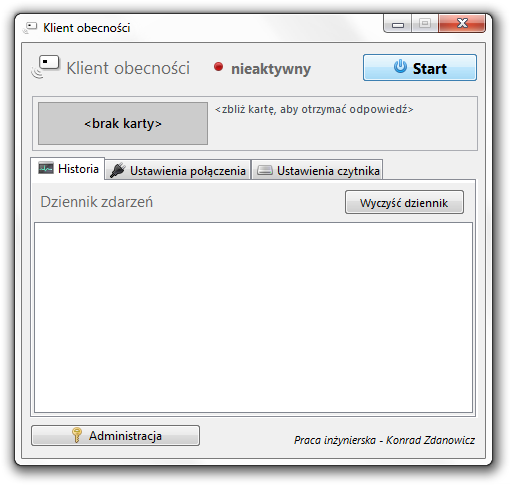 Klient obecności
Klient obecności
nieaktywny
Start
<brak karty>
<zbliż kartę, aby otrzymać odpowiedź>
Historia
Ustawienia połączenia
Ustawienia czytnika
Dziennik zdarzeń
Wyczyść dziennik
Administracja
Praca inżynierska - Konrad Zdanowicz